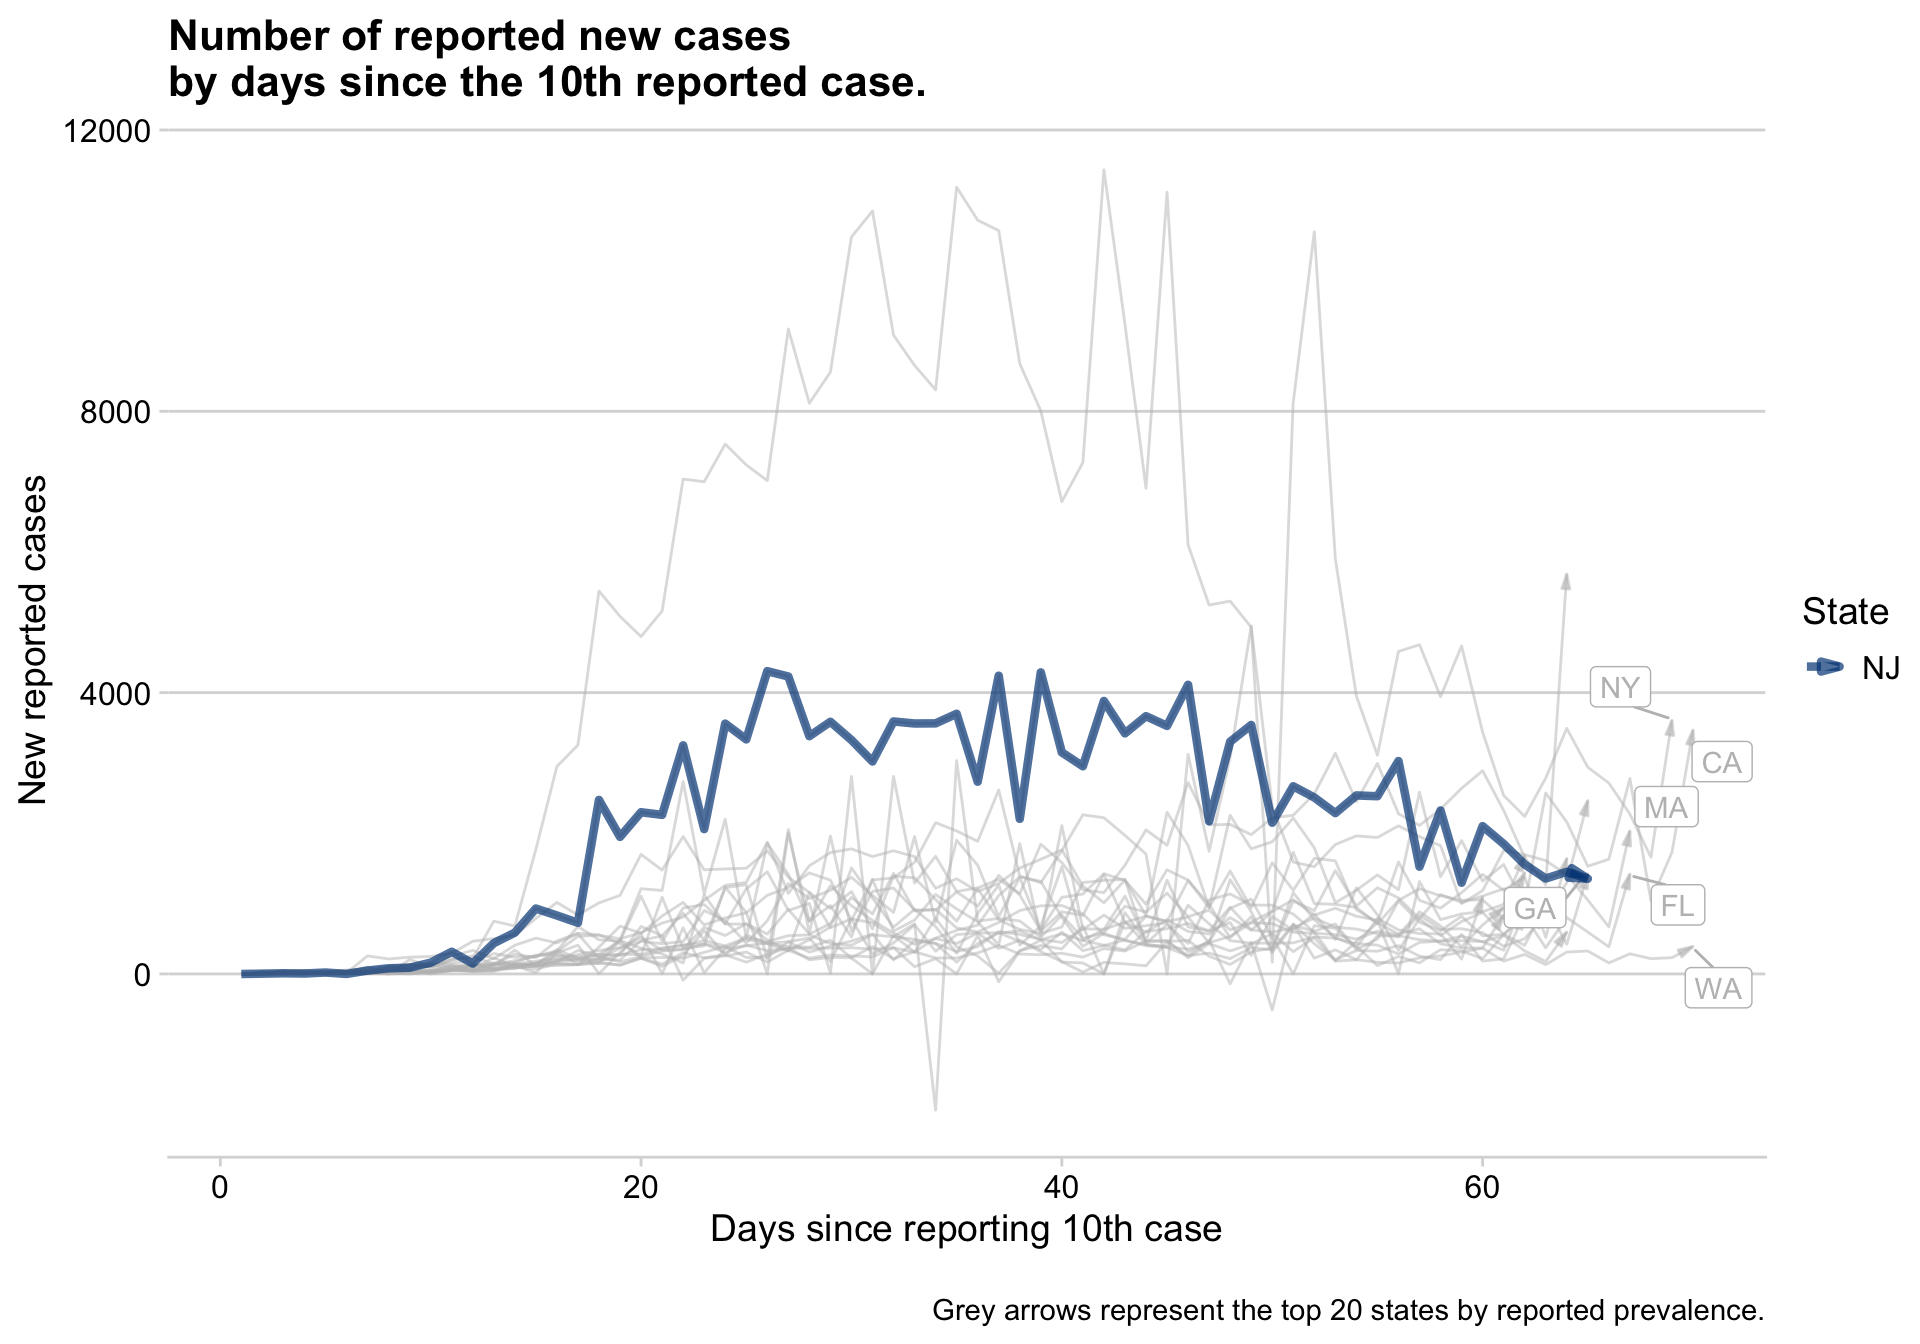 Number of reported new cases
by days since the 10th reported case.
12000
8000
4000
0
New reported cases
0
20
40
60
Days since reporting 10th case
NY
CA
MA
GA
FL
WA
State
NJ
Grey arrows represent the top 20 states by reported prevalence.